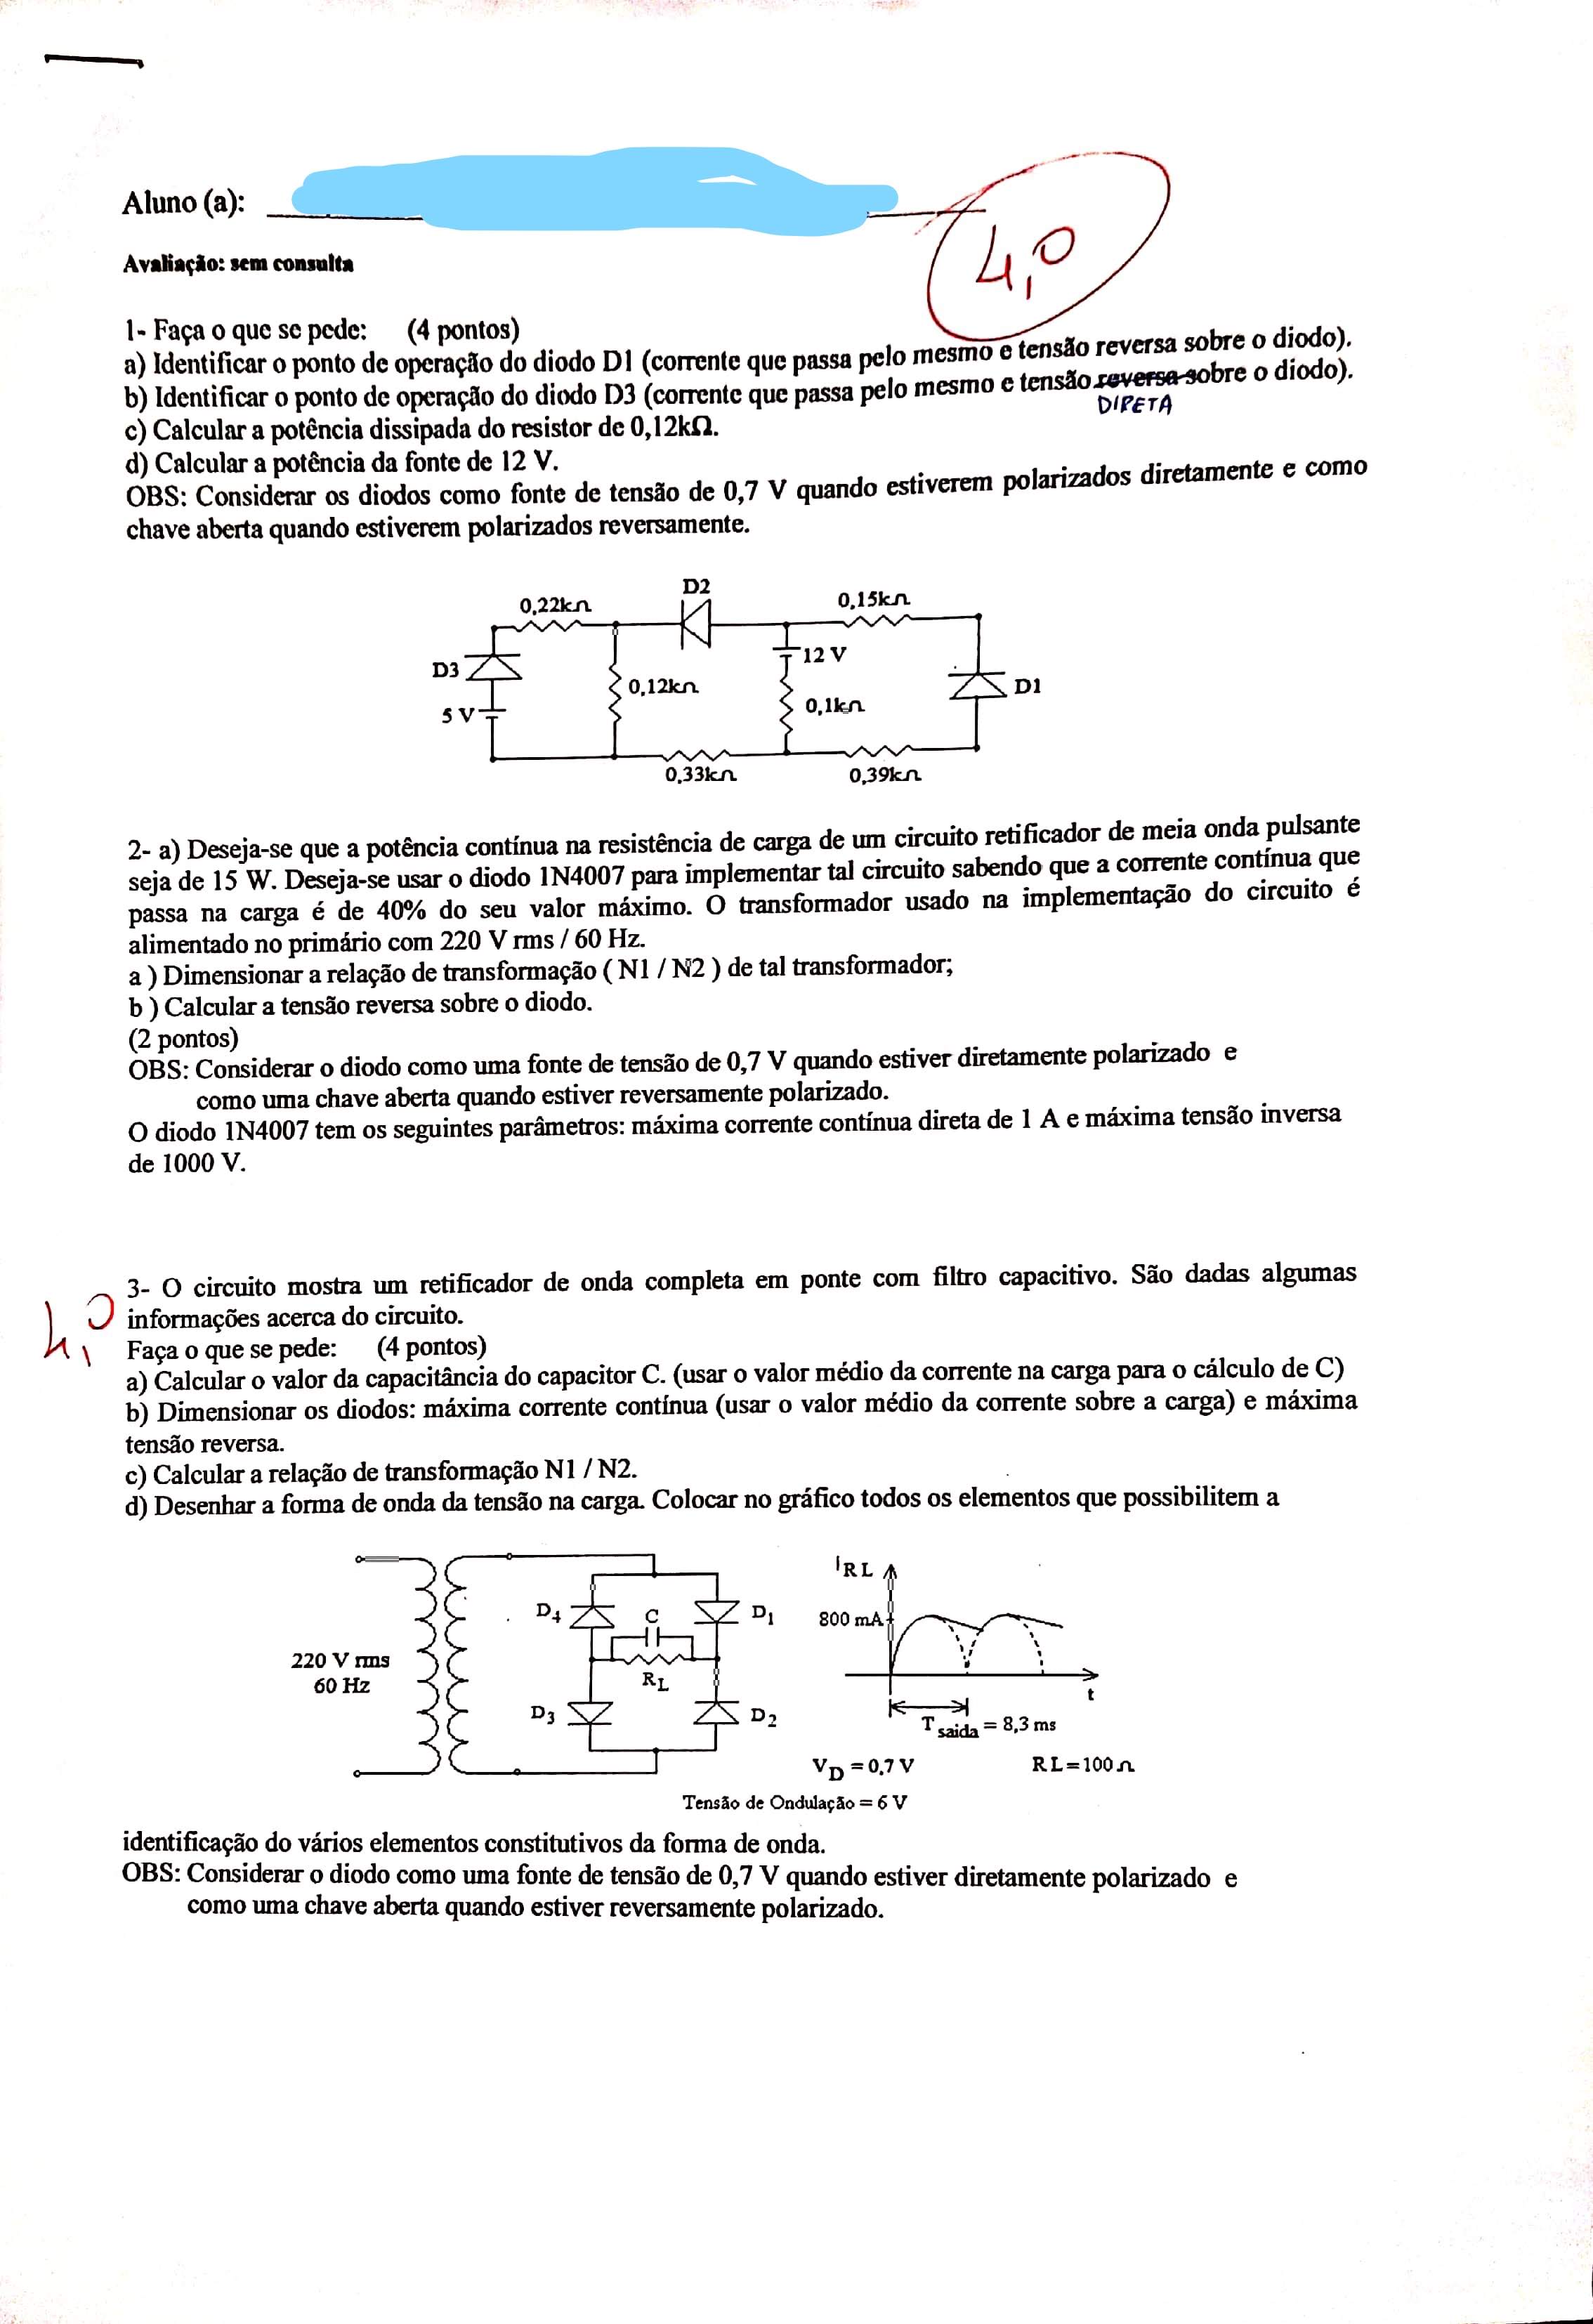 Aluno (a):
4,0
Avaliação: sem consulta
1- Faça o que se pede: (4 pontos)
a) Identificar o ponto de operação do diodo D1 (corrente que passa pelo mesmo e tensão reversa sobre o diodo).
b) Identificar o ponto de operação do diodo D3 (corrente que passa pelo mesmo e tensão reversa sobre o diodo).
DIRETA
c) Calcular a potência dissipada do resistor de 0,12kΩ.
d) Calcular a potência da fonte de 12 V.
OBS: Considerar os diodos como fonte de tensão de 0,7 V quando estiverem polarizados diretamente e como
chave aberta quando estiverem polarizados reversamente.
D2
0,22kΩ
0,15kΩ
D3
12 V
0,12kΩ
D1
5 V
0,1kΩ
0,33kΩ
0,39kΩ
2- a) Deseja-se que a potência contínua na resistência de carga de um circuito retificador de meia onda pulsante
seja de 15 W. Deseja-se usar o diodo 1N4007 para implementar tal circuito sabendo que a corrente contínua que
passa na carga é de 40% do seu valor máximo. O transformador usado na implementação do circuito é
alimentado no primário com 220 V rms / 60 Hz.
a ) Dimensionar a relação de transformação ( N1 / N2 ) de tal transformador;
b ) Calcular a tensão reversa sobre o diodo.
(2 pontos)
OBS: Considerar o diodo como uma fonte de tensão de 0,7 V quando estiver diretamente polarizado e
como uma chave aberta quando estiver reversamente polarizado.
O diodo 1N4007 tem os seguintes parâmetros: máxima corrente contínua direta de 1 A e máxima tensão inversa
de 1000 V.
4,0
3- O circuito mostra um retificador de onda completa em ponte com filtro capacitivo. São dadas algumas
informações acerca do circuito.
Faça o que se pede: (4 pontos)
a) Calcular o valor da capacitância do capacitor C. (usar o valor médio da corrente na carga para o cálculo de C)
b) Dimensionar os diodos: máxima corrente contínua (usar o valor médio da corrente sobre a carga) e máxima
tensão reversa.
c) Calcular a relação de transformação N1 / N2.
d) Desenhar a forma de onda da tensão na carga. Colocar no gráfico todos os elementos que possibilitem a
220 V rms
60 Hz
D4
C
D1
RL
D3
D2
IRL
800 mA
t
T saida = 8,3 ms
VD = 0,7 V
RL=100Ω
Tensão de Ondulação = 6 V
identificação do vários elementos constitutivos da forma de onda.
OBS: Considerar o diodo como uma fonte de tensão de 0,7 V quando estiver diretamente polarizado e
como uma chave aberta quando estiver reversamente polarizado.